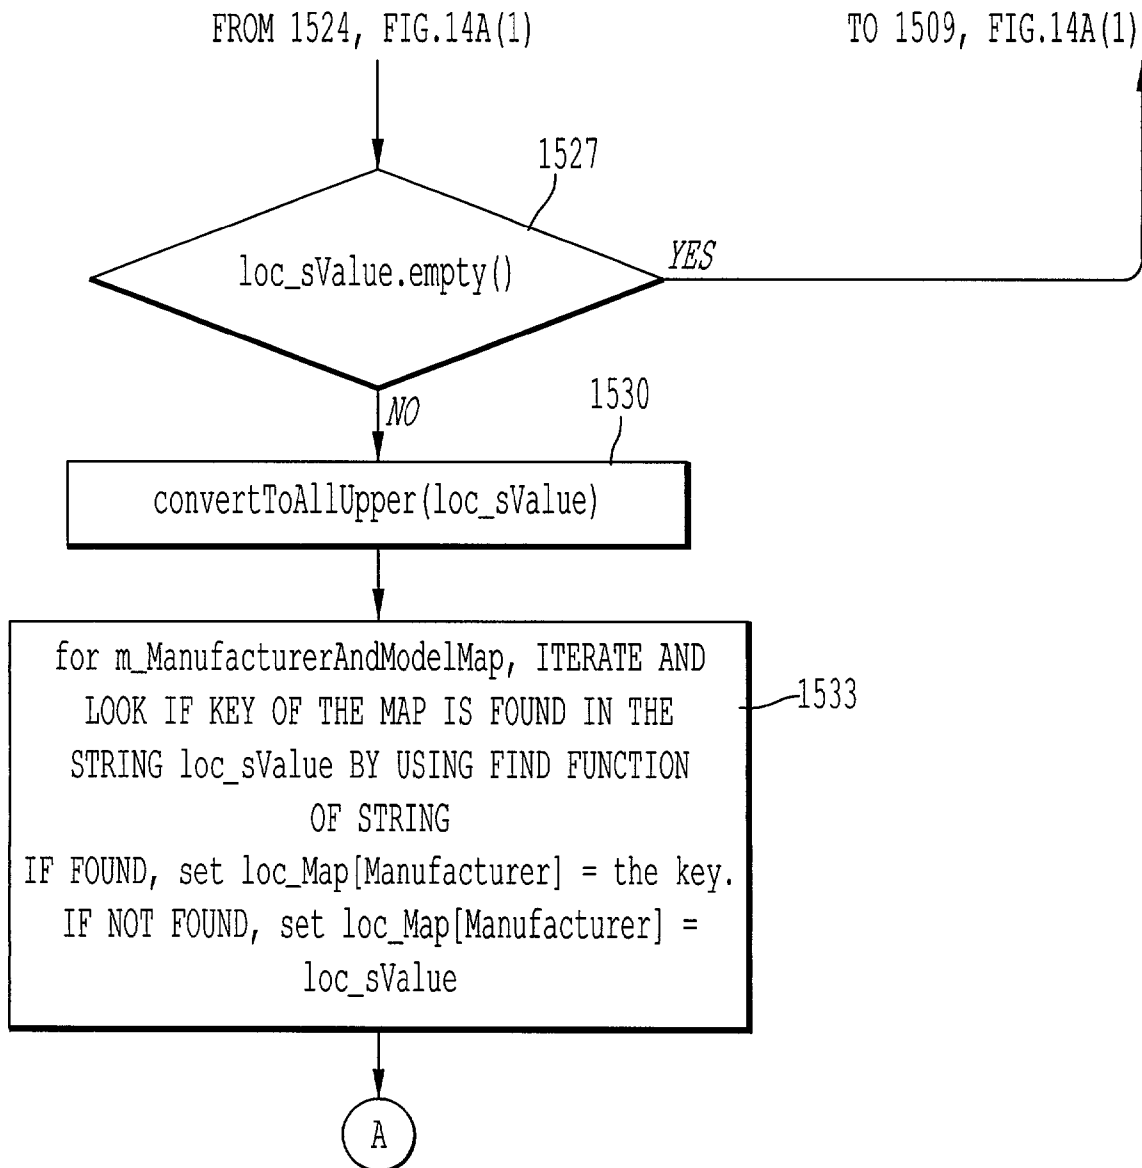 FROM 1524, FIG.14A(1)
TO 1509, FIG.14A(1)
1527
loc_sValue.empty()
YES
NO
1530
convertToAllUpper(loc_sValue)
for m_ManufacturerAndModelMap, ITERATE AND
LOOK IF KEY OF THE MAP IS FOUND IN THE
STRING loc_sValue BY USING FIND FUNCTION
OF STRING
IF FOUND, set loc_Map[Manufacturer] = the key.
IF NOT FOUND, set loc_Map[Manufacturer] =
loc_sValue
1533
A